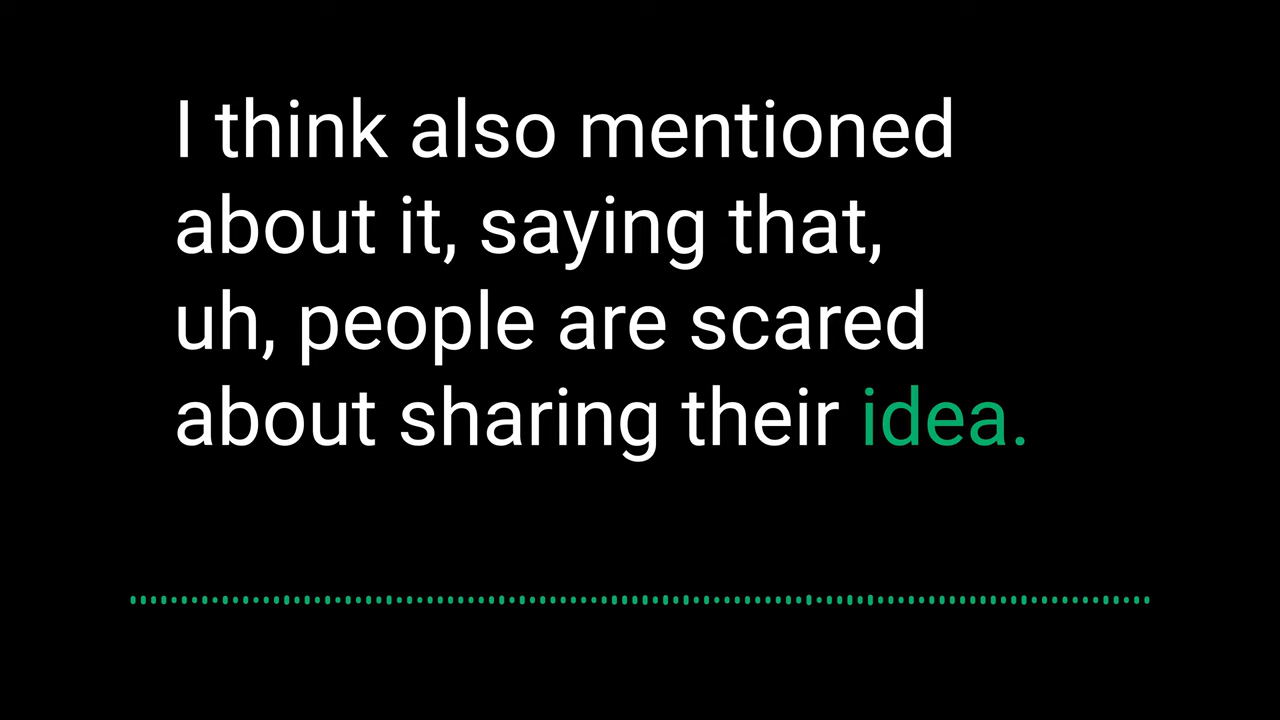 I think also mentioned
about it, saying that,
uh, people are scared
about sharing their idea.